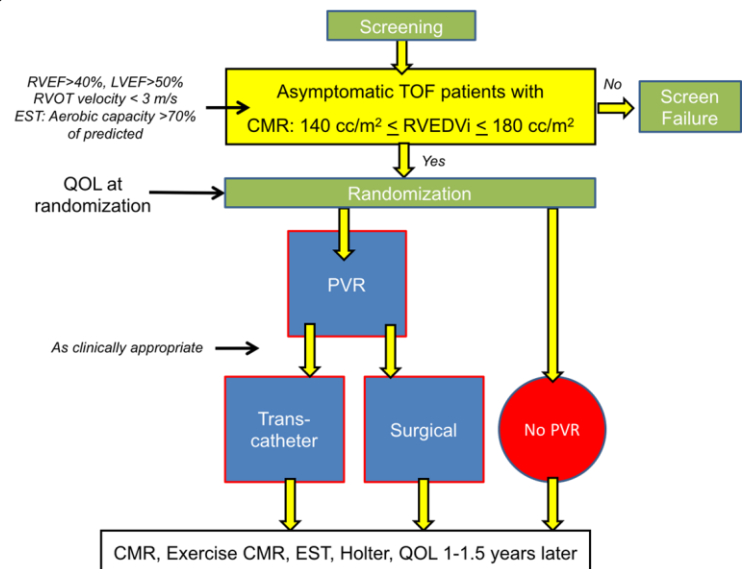 Screening
RVEF>40%, LVEF>50%
RVOT velocity < 3 m/s
EST: Aerobic capacity >70%
of predicted
Asymptomatic TOF patients with
CMR: 140 cc/m² ≤ RVEDVi ≤ 180 cc/m²
No
Screen
Failure
Yes
QOL at
randomization
Randomization
PVR
As clinically appropriate
Trans-
catheter
Surgical
No PVR
CMR, Exercise CMR, EST, Holter, QOL 1-1.5 years later